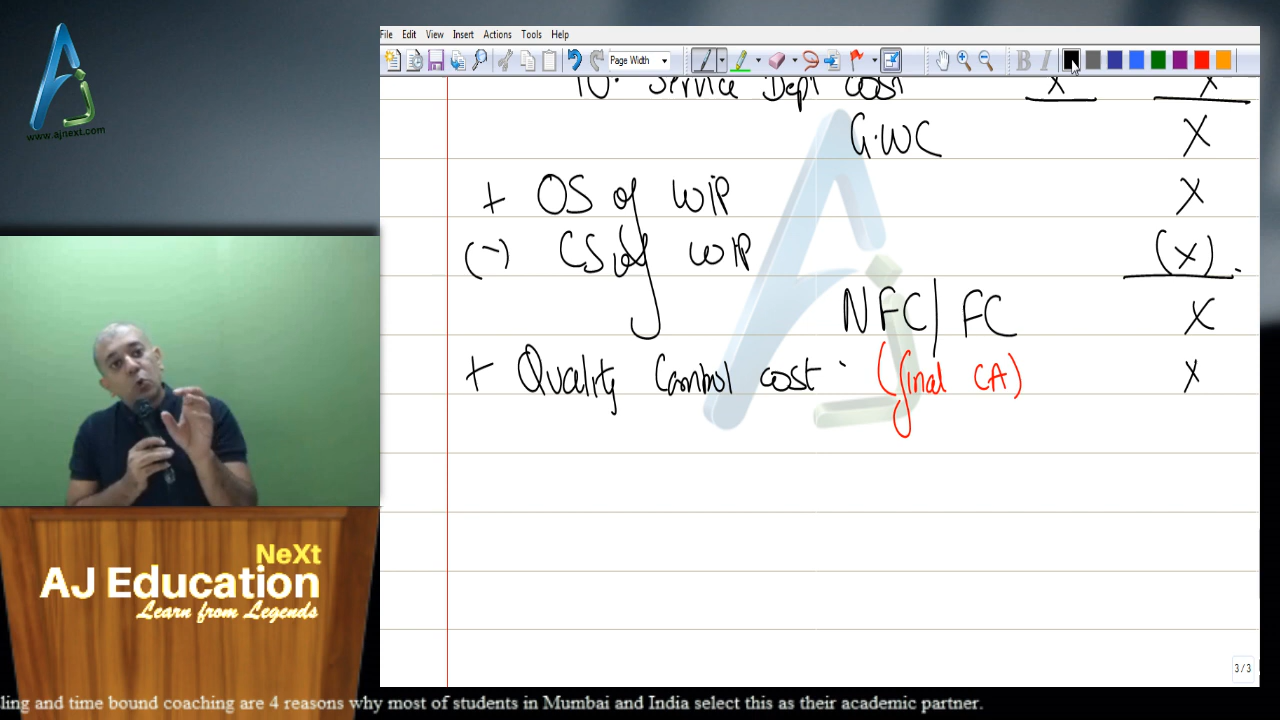 www.ajnext.com
File Edit View Insert Actions Tools Help
Page Width
B I
10. Service Dept cost X X
G.WC X
+ OS of WIP X
(-) CS of WIP (X)
NFC | FC X
+ Quality Control cost (final CA) X
3/3
NeXt
AJ Education
Learn from Legends
ling and time bound coaching are 4 reasons why most of students in Mumbai and India select this as their academic partner.